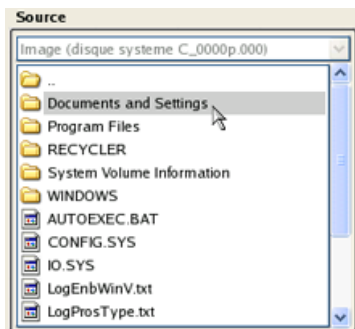 Source
Image (disque systeme C_0000p.000)
..
Documents and Settings
Program Files
RECYCLER
System Volume Information
WINDOWS
AUTOEXEC.BAT
CONFIG.SYS
IO.SYS
LogEnbWinV.txt
LogProsType.txt